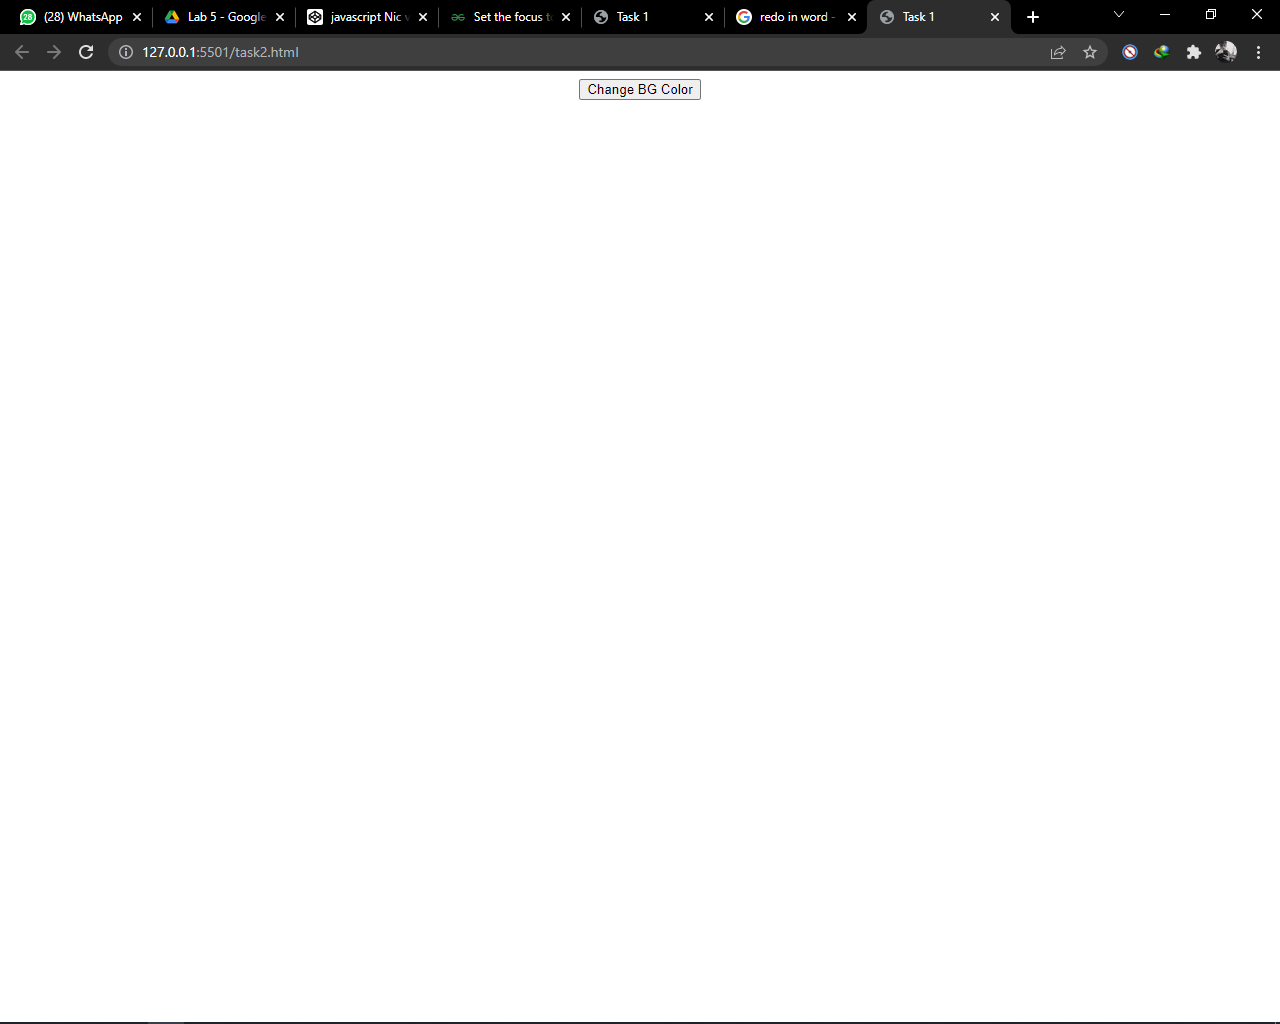 28 (28) WhatsApp Lab 5 - Google javascript Nic Set the focus Task 1 redo in word - Task 1
127.0.0.1:5501/task2.html
Change BG Color